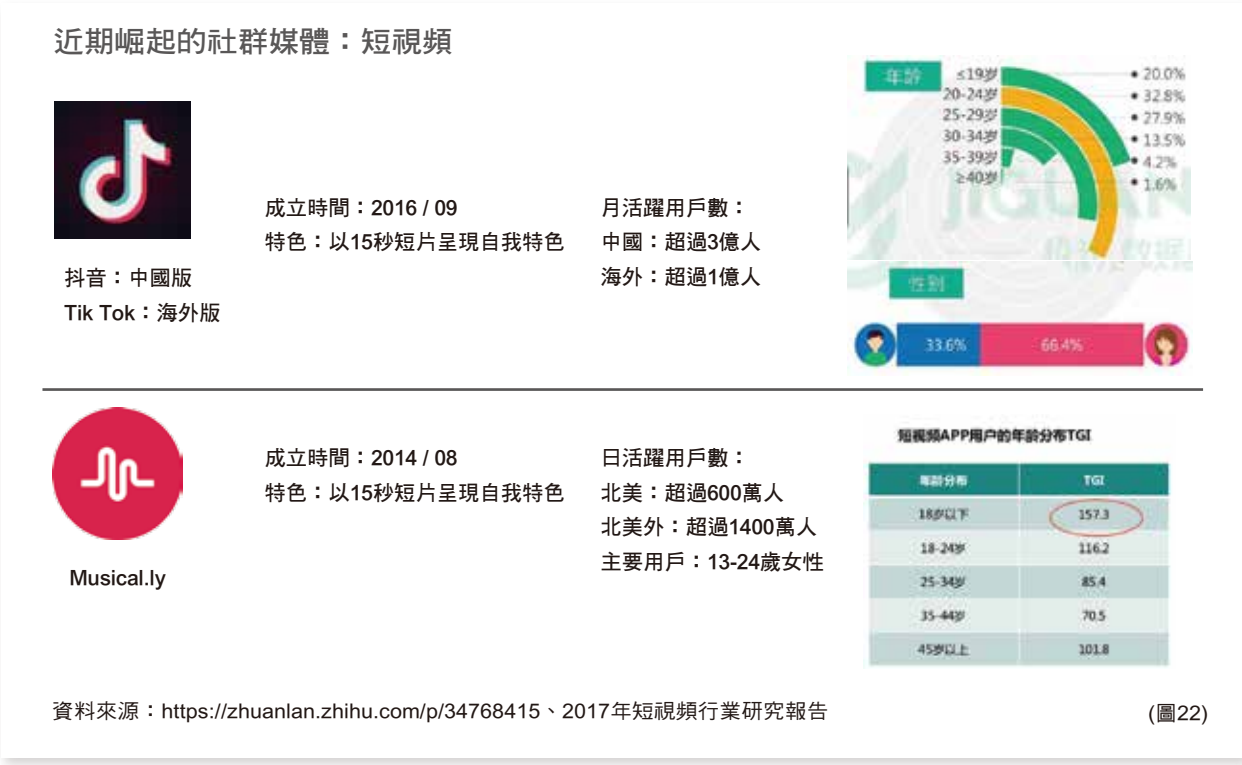 近期崛起的社群媒體：短視頻
抖音：中國版
Tik Tok：海外版
成立時間：2016 / 09
特色：以15秒短片呈現自我特色
月活躍用戶數：
中國：超過3億人
海外：超過1億人
年龄
≤19岁 20.0%
20-24岁 32.8%
25-29岁 27.9%
30-34岁 13.5%
35-39岁 4.2%
≥40岁 1.6%
JIGUAN
性别
33.6% 66.4%
Musical.ly
成立時間：2014 / 08
特色：以15秒短片呈現自我特色
日活躍用戶數：
北美：超過600萬人
北美外：超過1400萬人
主要用戶：13-24歲女性
短視頻APP用户的年龄分布TGI
年龄分布 TGI
18岁以下 157.3
18-24岁 116.2
25-34岁 85.4
35-44岁 70.5
45岁以上 101.8
資料來源：https://zhuanlan.zhihu.com/p/34768415、2017年短視頻行業研究報告
(圖22)